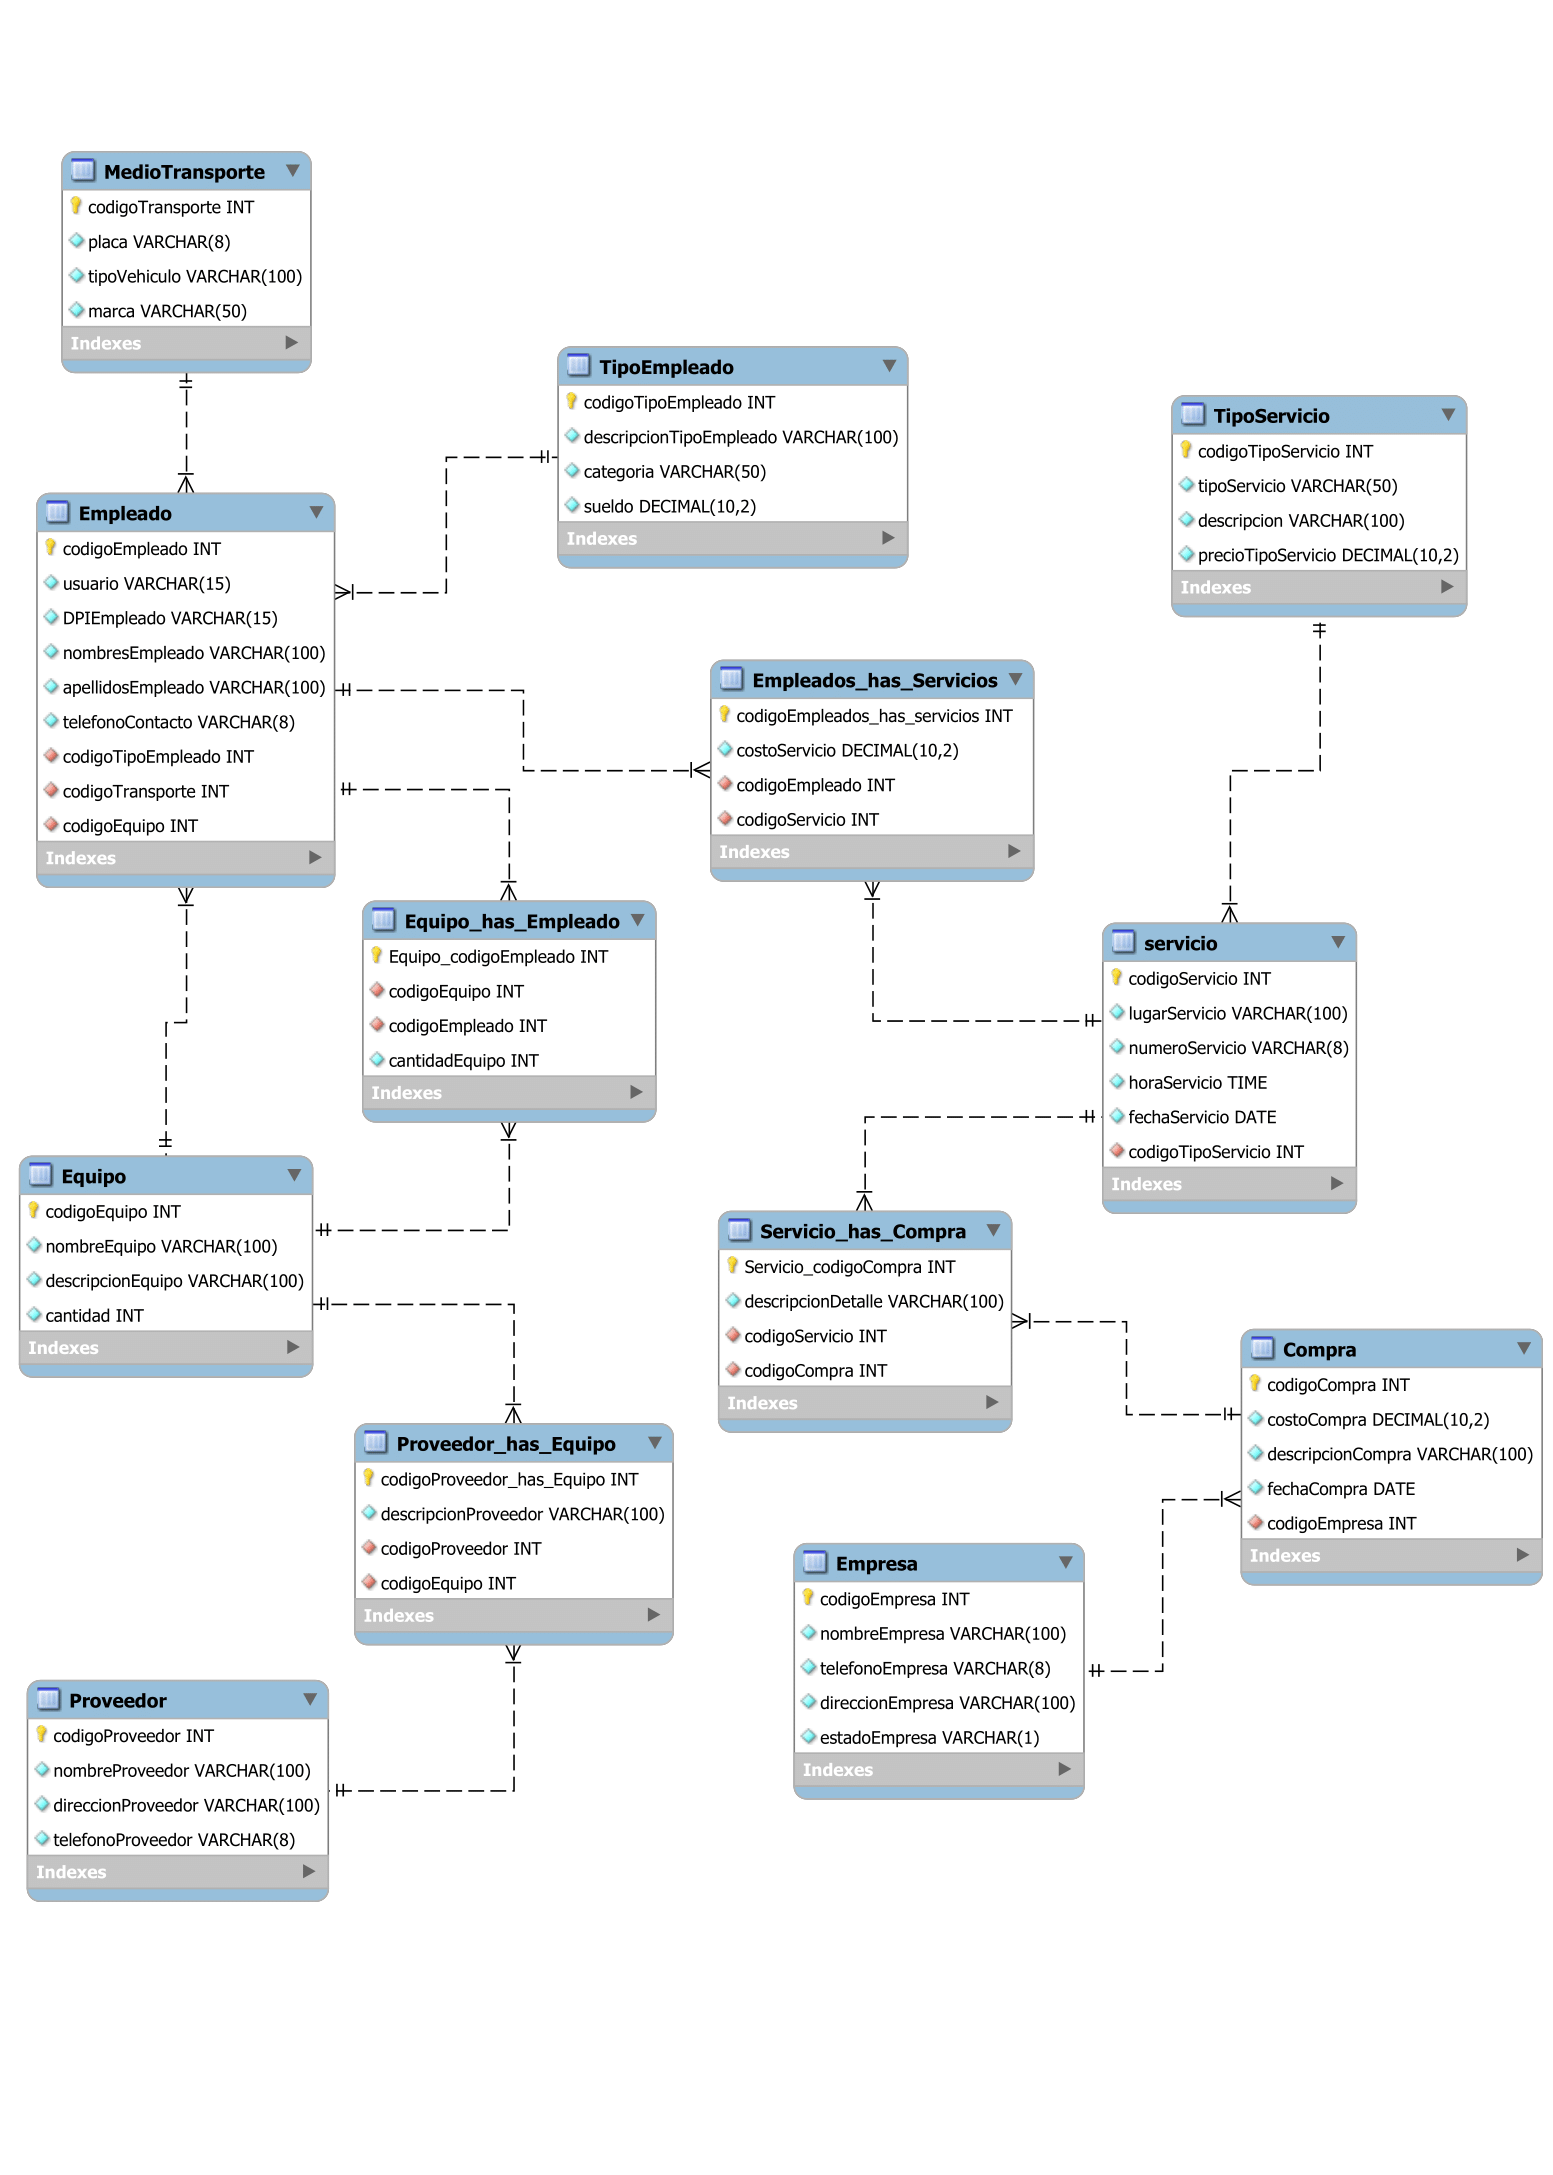 MedioTransporte
codigoTransporte INT
placa VARCHAR(8)
tipoVehiculo VARCHAR(100)
marca VARCHAR(50)
Indexes
TipoEmpleado
codigoTipoEmpleado INT
descripcionTipoEmpleado VARCHAR(100)
categoria VARCHAR(50)
sueldo DECIMAL(10,2)
Indexes
TipoServicio
codigoTipoServicio INT
tipoServicio VARCHAR(50)
descripcion VARCHAR(100)
precioTipoServicio DECIMAL(10,2)
Indexes
Empleado
codigoEmpleado INT
usuario VARCHAR(15)
DPIEmpleado VARCHAR(15)
nombresEmpleado VARCHAR(100)
apellidosEmpleado VARCHAR(100)
telefonoContacto VARCHAR(8)
codigoTipoEmpleado INT
codigoTransporte INT
codigoEquipo INT
Indexes
Empleados_has_Servicios
codigoEmpleados_has_servicios INT
costoServicio DECIMAL(10,2)
codigoEmpleado INT
codigoServicio INT
Indexes
Equipo_has_Empleado
Equipo_codigoEmpleado INT
codigoEquipo INT
codigoEmpleado INT
cantidadEquipo INT
Indexes
servicio
codigoServicio INT
lugarServicio VARCHAR(100)
numeroServicio VARCHAR(8)
horaServicio TIME
fechaServicio DATE
codigoTipoServicio INT
Indexes
Equipo
codigoEquipo INT
nombreEquipo VARCHAR(100)
descripcionEquipo VARCHAR(100)
cantidad INT
Indexes
Servicio_has_Compra
Servicio_codigoCompra INT
descripcionDetalle VARCHAR(100)
codigoServicio INT
codigoCompra INT
Indexes
Compra
codigoCompra INT
costoCompra DECIMAL(10,2)
descripcionCompra VARCHAR(100)
fechaCompra DATE
codigoEmpresa INT
Indexes
Proveedor_has_Equipo
codigoProveedor_has_Equipo INT
descripcionProveedor VARCHAR(100)
codigoProveedor INT
codigoEquipo INT
Indexes
Empresa
codigoEmpresa INT
nombreEmpresa VARCHAR(100)
telefonoEmpresa VARCHAR(8)
direccionEmpresa VARCHAR(100)
estadoEmpresa VARCHAR(1)
Indexes
Proveedor
codigoProveedor INT
nombreProveedor VARCHAR(100)
direccionProveedor VARCHAR(100)
telefonoProveedor VARCHAR(8)
Indexes